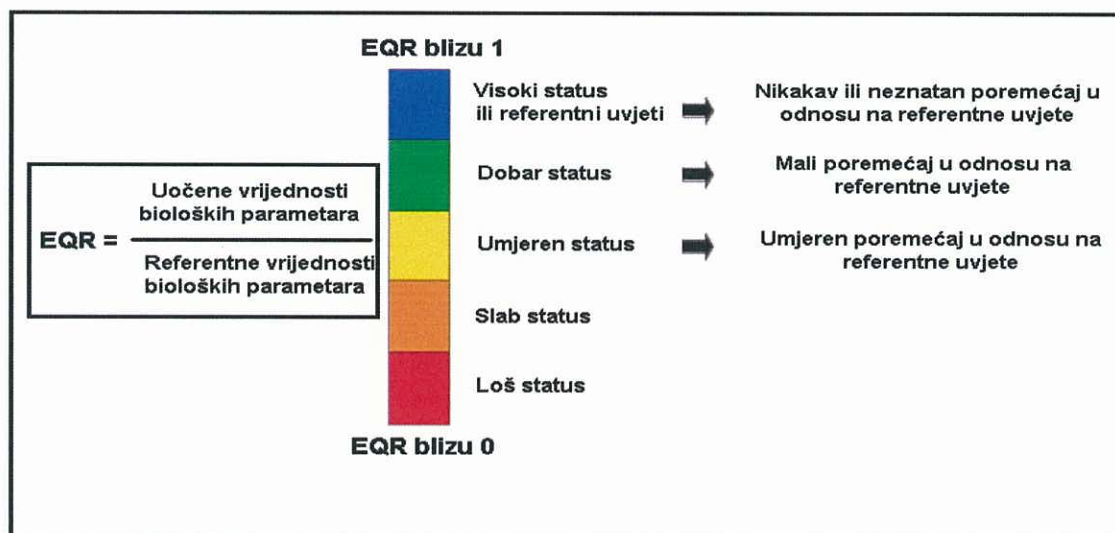 EQR blizu 1
Visoki status
ili referentni uvjeti
Nikakav ili neznatan poremećaj u
odnosu na referentne uvjete
Dobar status
Mali poremećaj u odnosu na
referentne uvjete
Uočene vrijednosti
bioloških parametara
EQR =
Referentne vrijednosti
bioloških parametara
Umjeren status
Umjeren poremećaj u odnosu na
referentne uvjete
Slab status
Loš status
EQR blizu 0